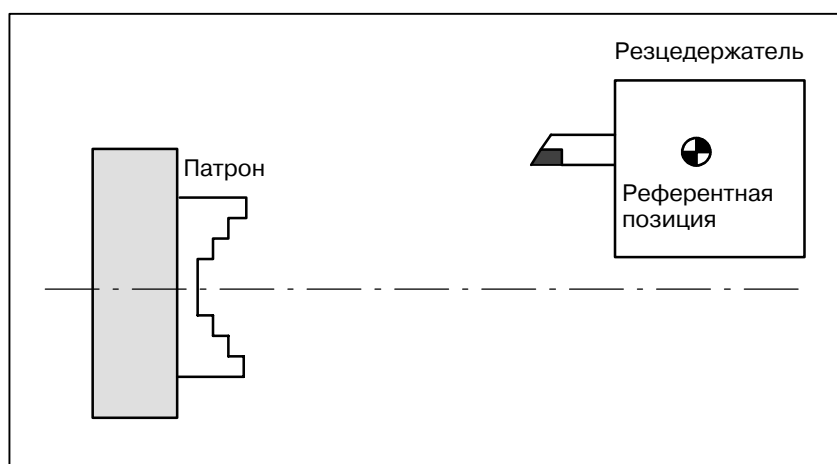 Резцедержатель
Патрон
Референтная
позиция